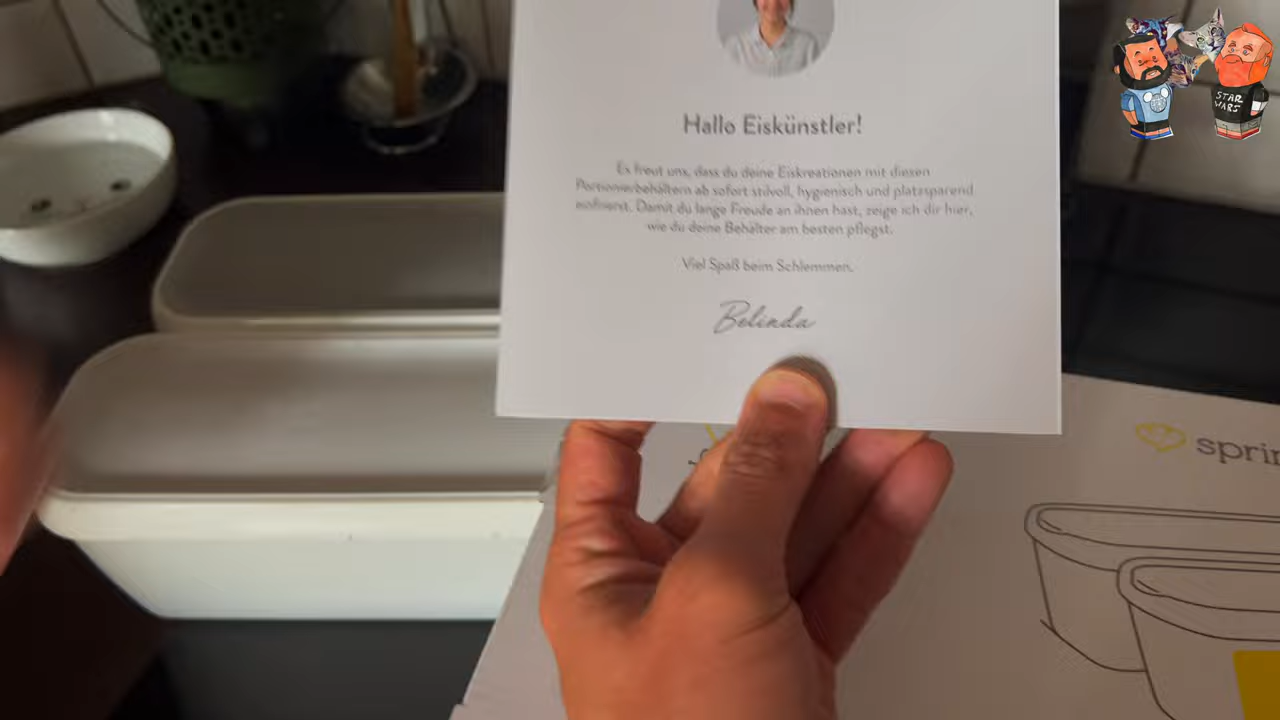 Hallo Eiskünstler!
Es freut uns, dass du deine Eiskreationen mit diesen
Portionierbehältern ab sofort stilvoll, hygienisch und platzsparend
einfrierst. Damit du lange Freude an ihnen hast, zeige ich dir hier,
wie du deine Behälter am besten pflegst.
Viel Spaß beim Schlemmen.
Belinda
sprin
STAR
WARS